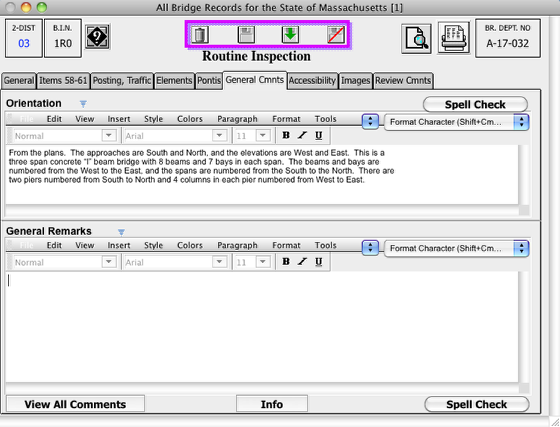 All Bridge Records for the State of Massachusetts [1]
2-DIST
03
B.I.N.
1R0
BR. DEPT. NO
A-17-032
Routine Inspection
General Items 58-61 Posting, Traffic Elements Pontis General Cmnts Accessibility Images Review Cmnts
Orientation
Spell Check
File Edit View Insert Style Colors Paragraph Format Tools
Format Character (Shift+Cm...
Normal Arial 11 B I U
From the plans. The approaches are South and North, and the elevations are West and East. This is a
three span concrete "I" beam bridge with 8 beams and 7 bays in each span. The beams and bays are
numbered from the West to the East, and the spans are numbered from the South to the North. There are
two piers numbered from South to North and 4 columns in each pier numbered from West to East.
General Remarks
File Edit View Insert Style Colors Paragraph Format Tools
Format Character (Shift+Cm...
Normal Arial 11 B I U
View All Comments
Info
Spell Check